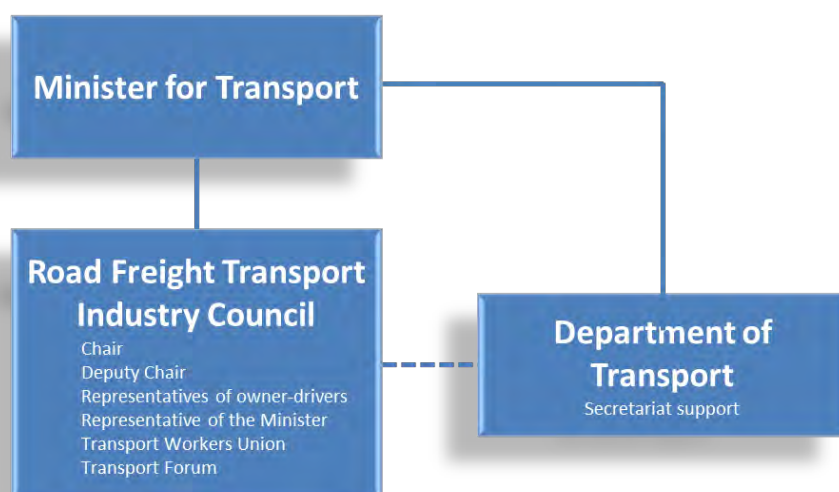 Minister for Transport
Road Freight Transport
Industry Council
Chair
Deputy Chair
Representatives of owner-drivers
Representative of the Minister
Transport Workers Union
Transport Forum
Department of
Transport
Secretariat support